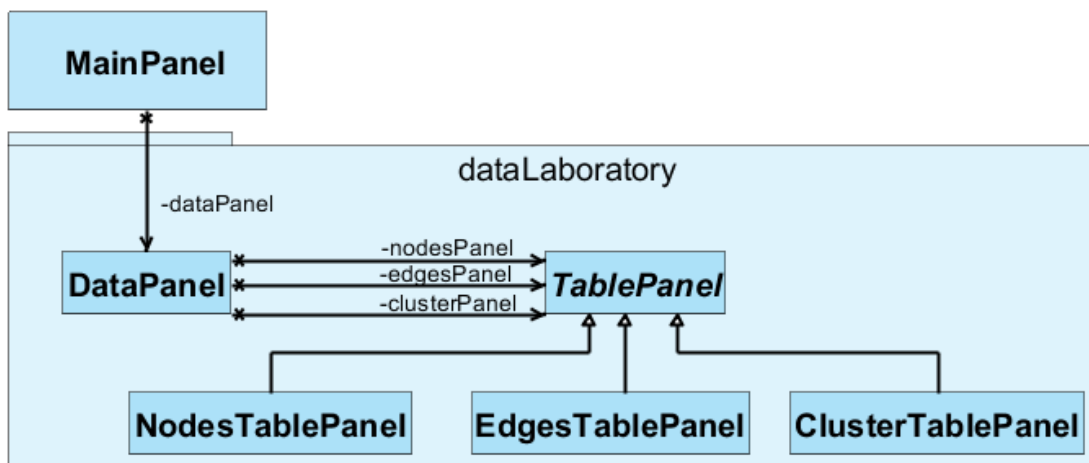 MainPanel
dataLaboratory
-dataPanel
-nodesPanel
-edgesPanel
-clusterPanel
DataPanel
TablePanel
NodesTablePanel
EdgesTablePanel
ClusterTablePanel